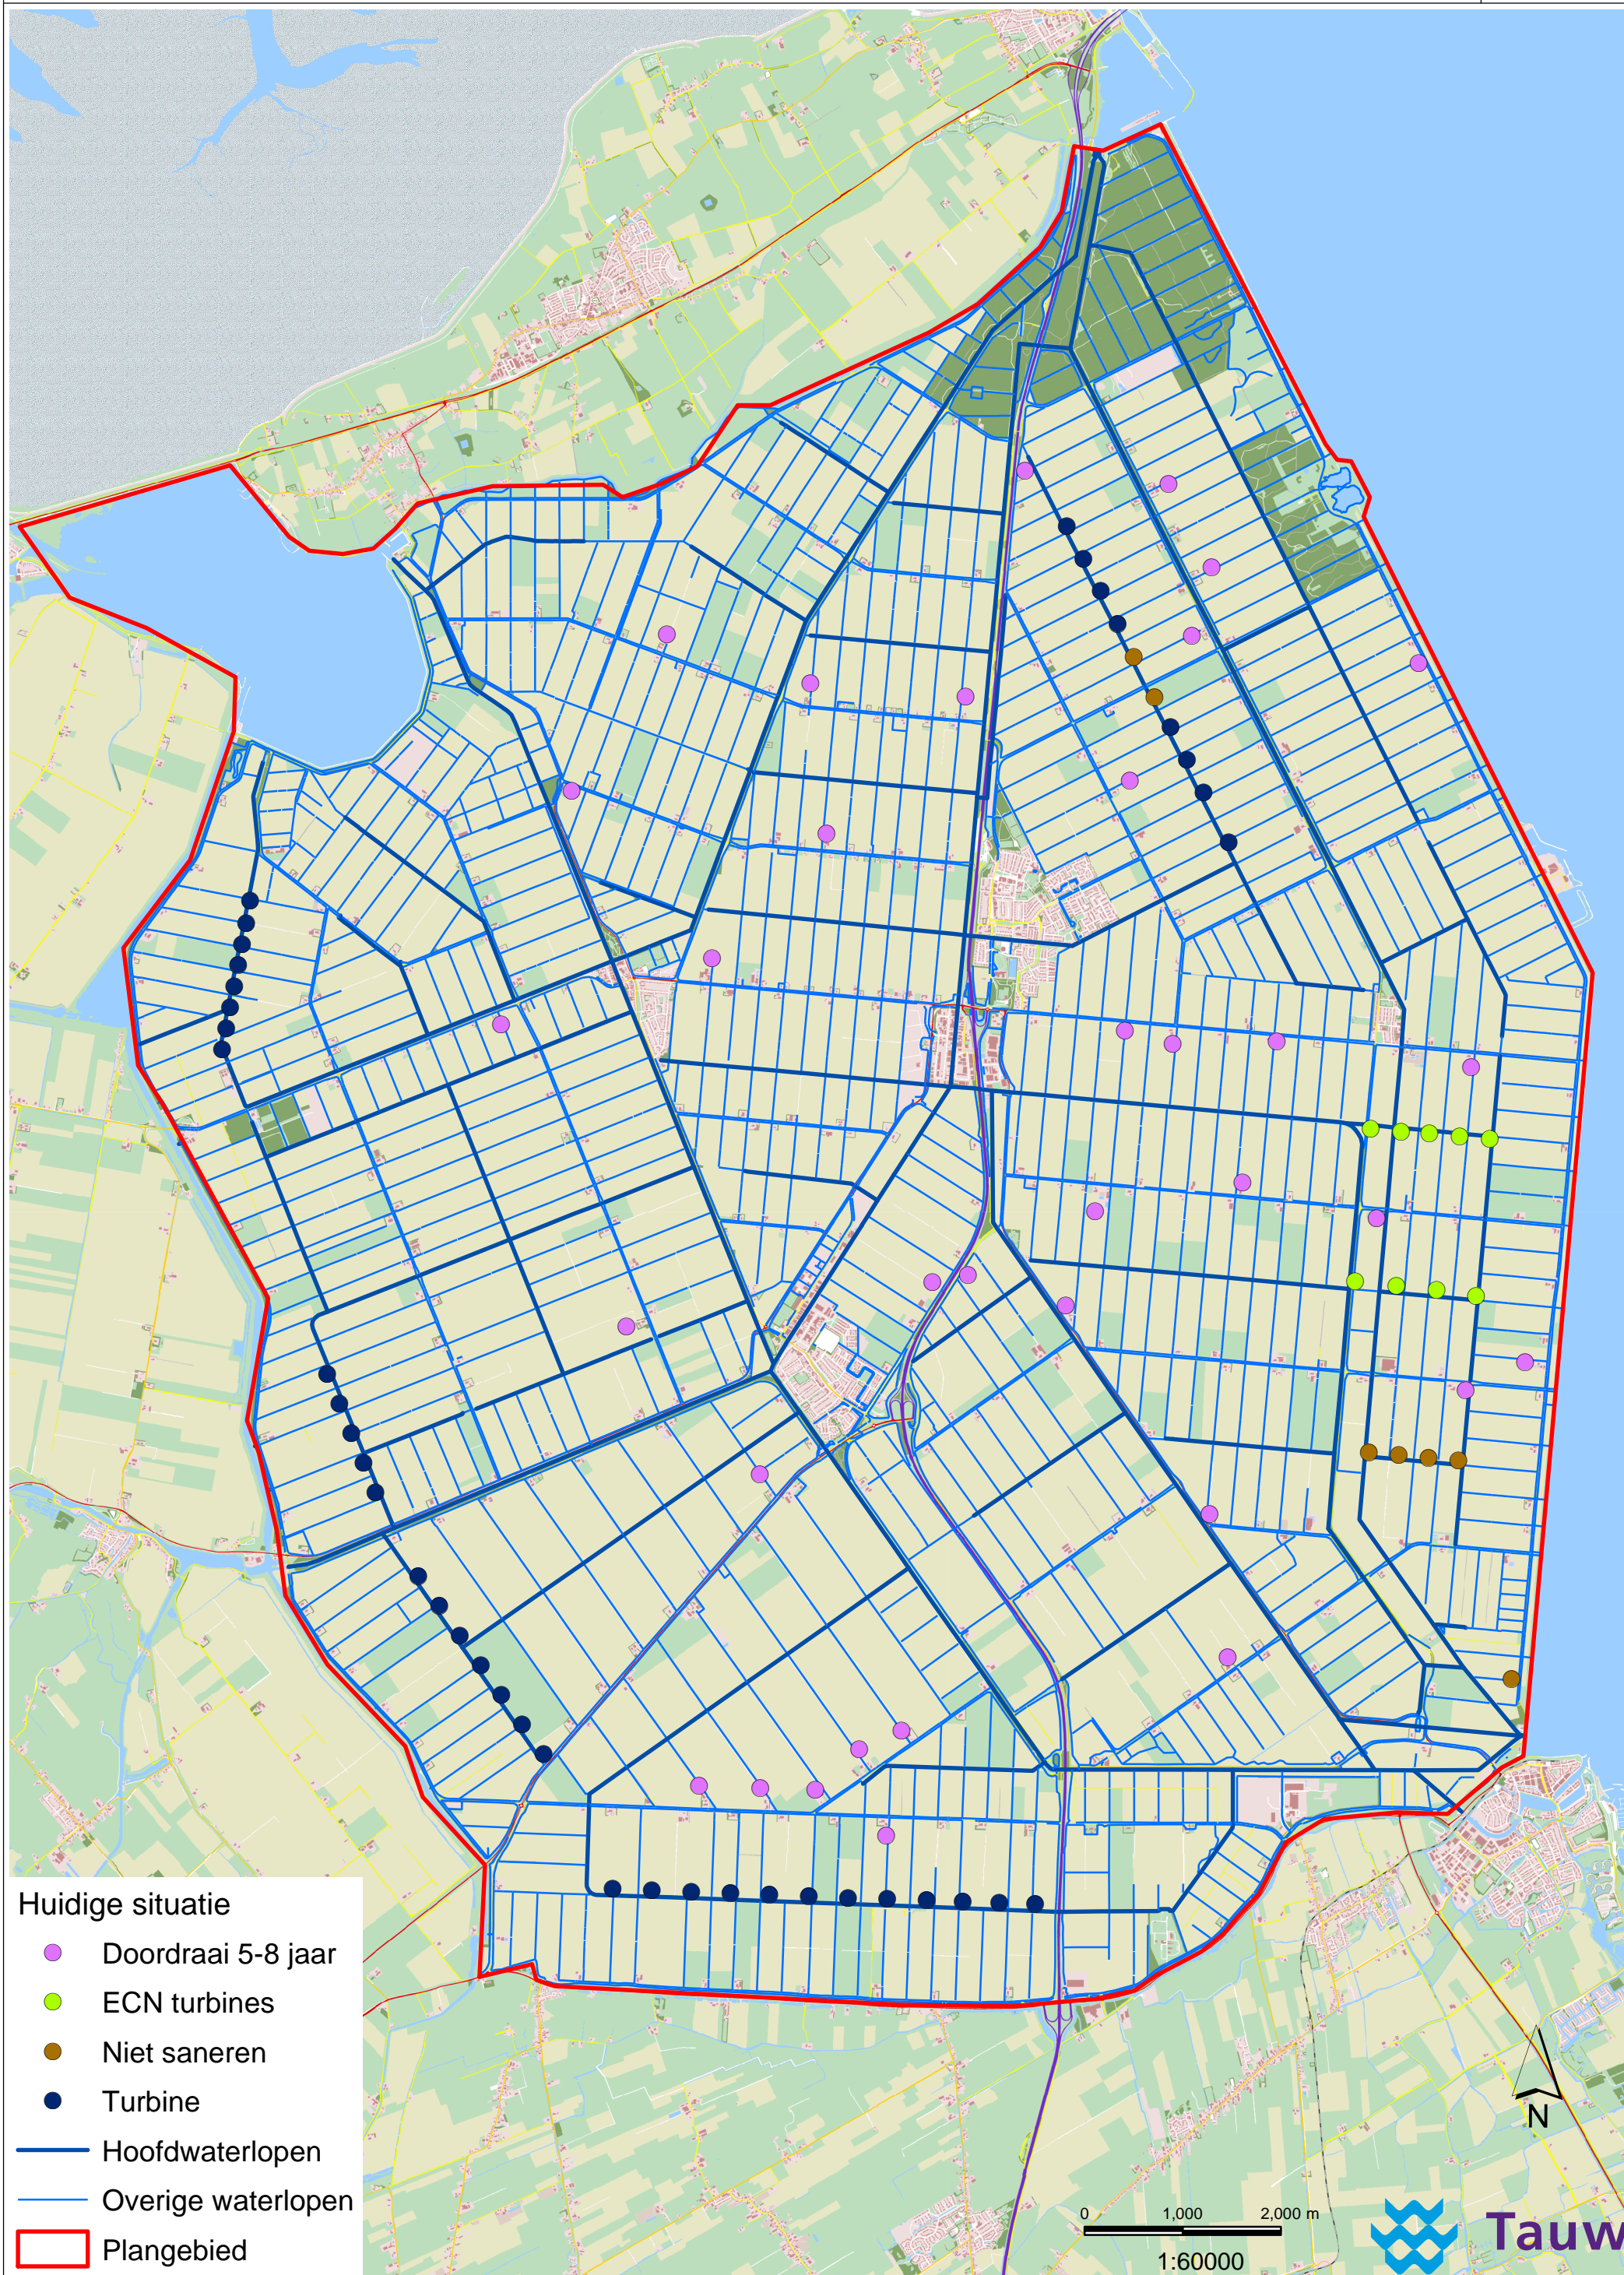 Huidige situatie
Doordraai 5-8 jaar
ECN turbines
Niet saneren
Turbine
Hoofdwaterlopen
Overige waterlopen
Plangebied
N
0 1,000 2,000 m
1:60000
Tauw